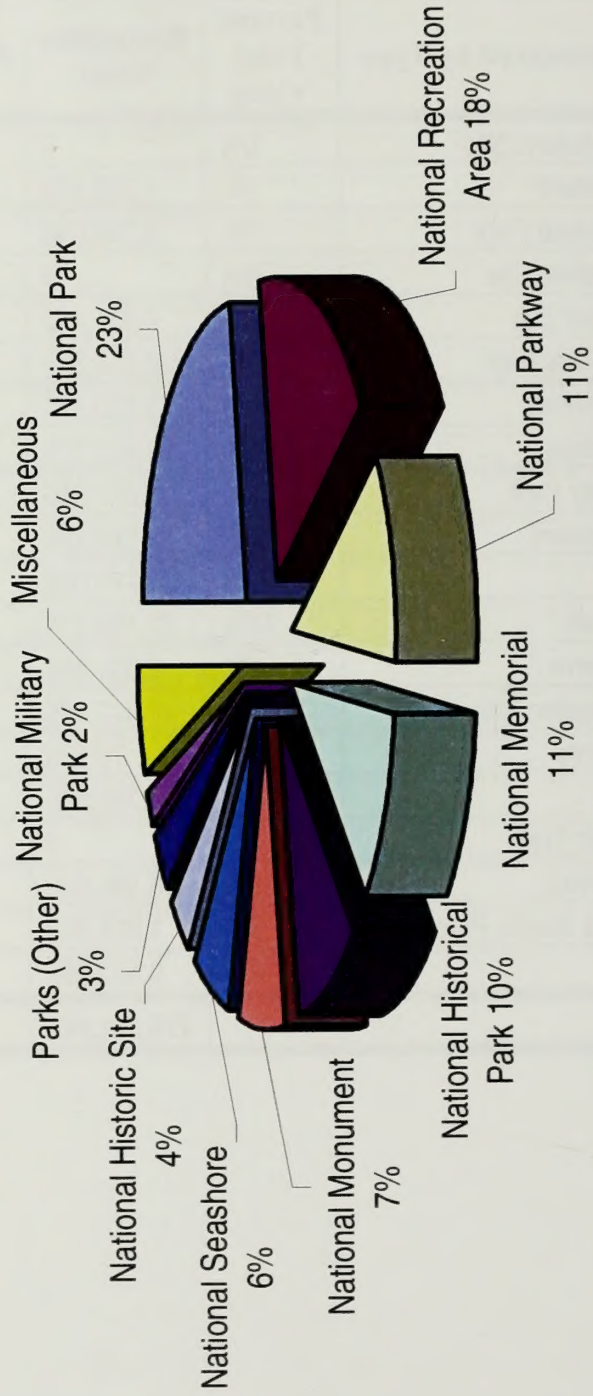 National Park
23%
National Recreation
Area 18%
National Parkway
11%
National Memorial
11%
National Historical
Park 10%
National Monument
7%
National Seashore
6%
National Historic Site
4%
Parks (Other)
3%
National Military
Park 2%
Miscellaneous
6%